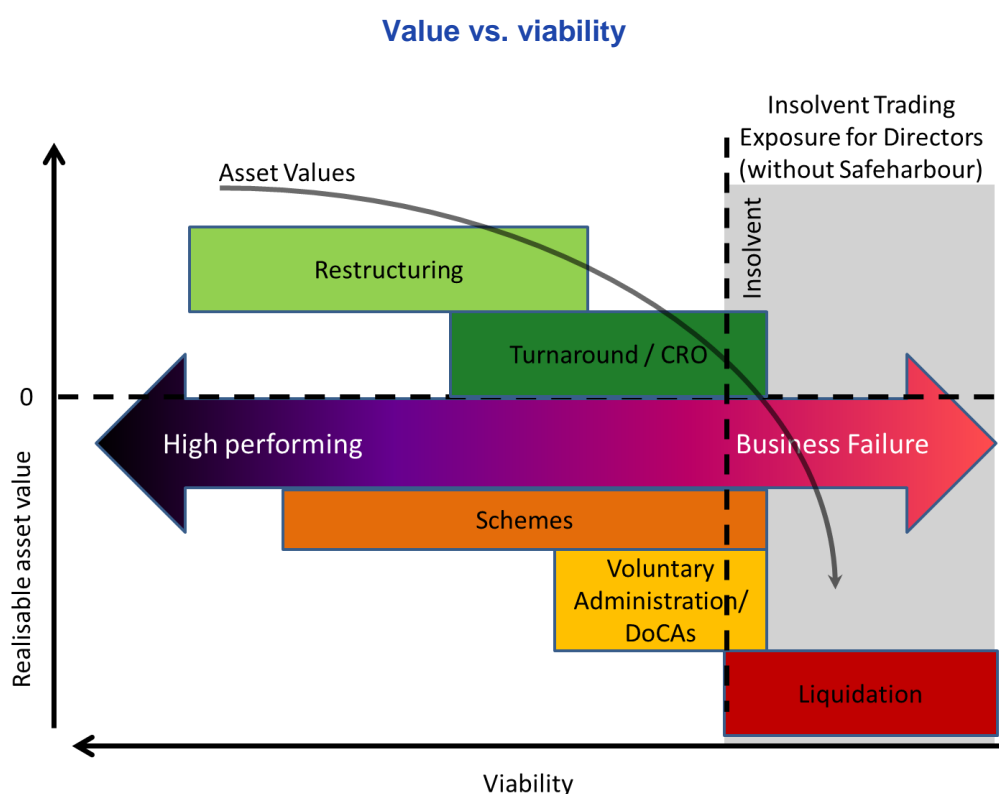 Value vs. viability
Insolvent Trading
Exposure for Directors
(without Safeharbour)
Asset Values
Insolvent
Restructuring
Turnaround / CRO
0
High performing
Business Failure
Realisable asset value
Schemes
Voluntary
Administration/
DoCAs
Liquidation
Viability